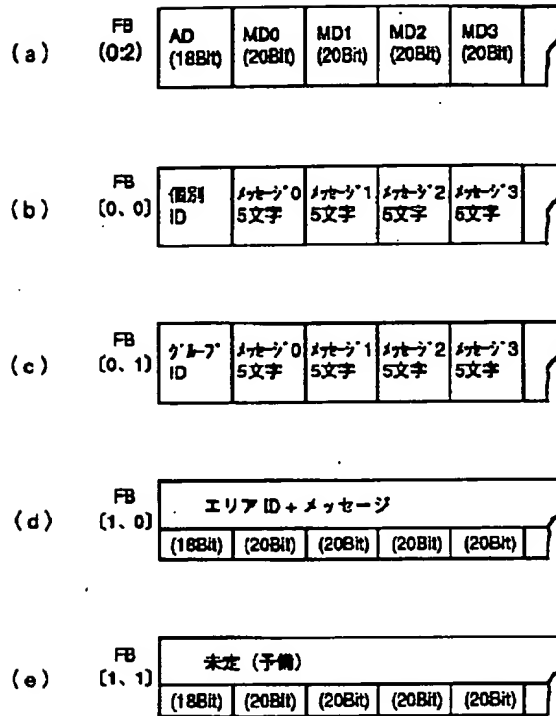 (a) FB (0:2) AD (18Bit) MD0 (20Bit) MD1 (20Bit) MD2 (20Bit) MD3 (20Bit)
(b) FB [0、0] 個別 ID メッセージ0 5文字 メッセージ1 5文字 メッセージ2 5文字 メッセージ3 5文字
(c) FB [0、1] グループ ID メッセージ0 5文字 メッセージ1 5文字 メッセージ2 5文字 メッセージ3 5文字
(d) FB [1、0] エリア ID + メッセージ
(18Bit) (20Bit) (20Bit) (20Bit) (20Bit)
(e) FB [1、1] 未定 (予備)
(18Bit) (20Bit) (20Bit) (20Bit) (20Bit)